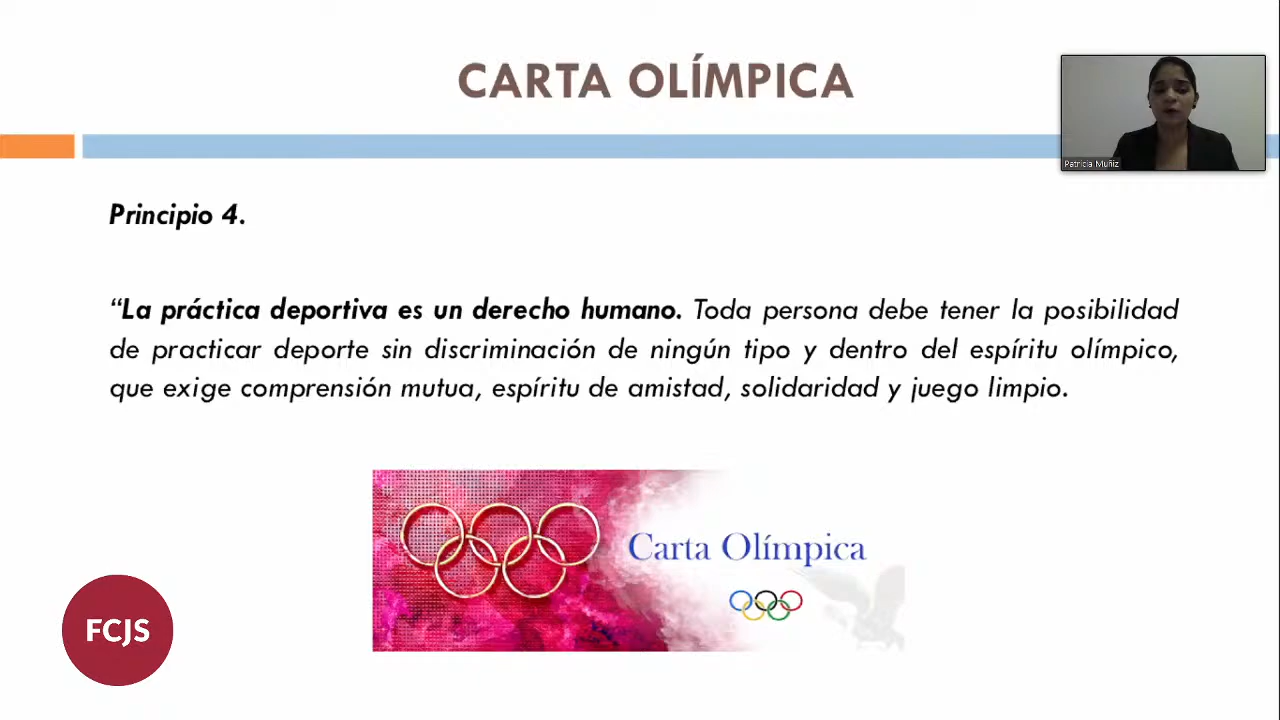 CARTA OLÍMPICA
Patricia Muñiz
Principio 4.
“La práctica deportiva es un derecho humano. Toda persona debe tener la posibilidad
de practicar deporte sin discriminación de ningún tipo y dentro del espíritu olímpico,
que exige comprensión mutua, espíritu de amistad, solidaridad y juego limpio.
Carta Olímpica
FCJS